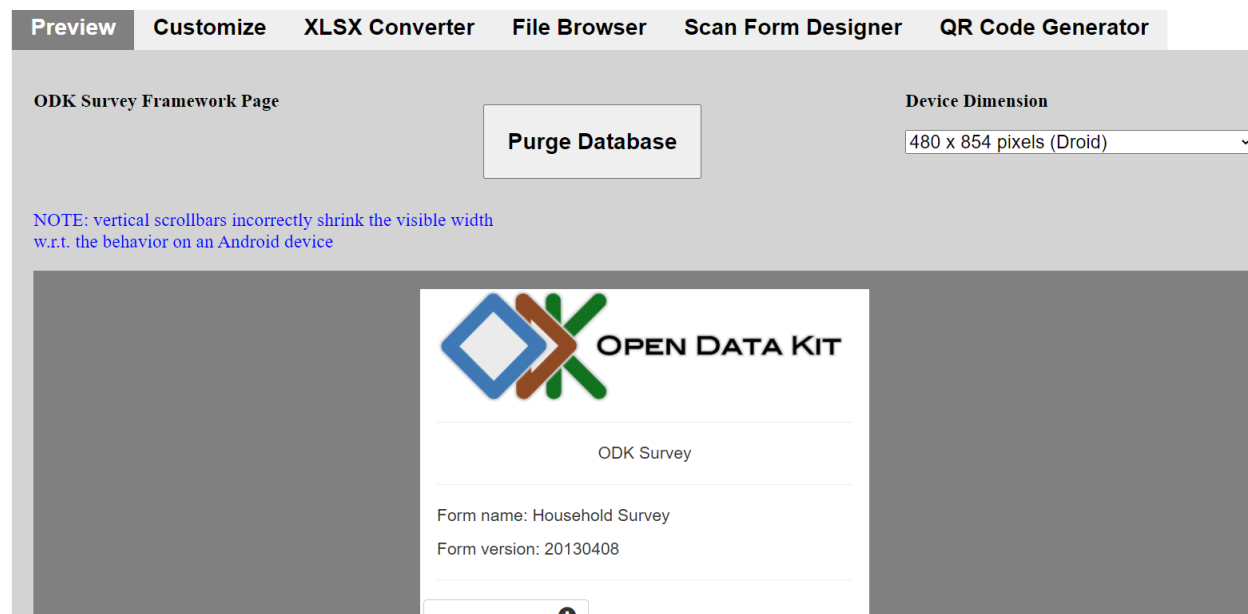 Preview Customize XLSX Converter File Browser Scan Form Designer QR Code Generator
ODK Survey Framework Page
Purge Database
Device Dimension
480 x 854 pixels (Droid)
NOTE: vertical scrollbars incorrectly shrink the visible width
w.r.t. the behavior on an Android device
OPEN DATA KIT
ODK Survey
Form name: Household Survey
Form version: 20130408